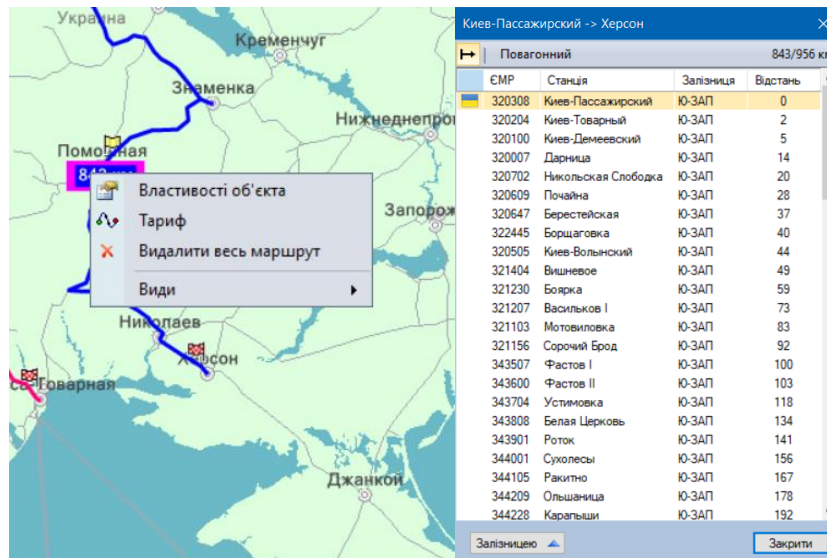 Украина
Кременчуг
Знаменка
Помошная
Запорож
Властивості об'єкта
Тариф
Видалити весь маршрут
Види
Николаев
Херсон
Товарная
Джанкой
Киев-Пассажирский -> Херсон
Повагонний 843/956 км
ЄМР Станція Залізниця Відстань
320308 Киев-Пассажирский Ю-ЗАП 0
320204 Киев-Товарный Ю-ЗАП 2
320100 Киев-Демеевский Ю-ЗАП 5
320007 Дарница Ю-ЗАП 14
320702 Никольская Слободка Ю-ЗАП 20
320609 Почайна Ю-ЗАП 28
320647 Берестейская Ю-ЗАП 37
322445 Борщаговка Ю-ЗАП 40
320505 Киев-Волынский Ю-ЗАП 44
321404 Вишневое Ю-ЗАП 49
321230 Боярка Ю-ЗАП 59
321207 Васильков I Ю-ЗАП 73
321103 Мотовиловка Ю-ЗАП 83
321156 Сорочий Брод Ю-ЗАП 92
343507 Фастов I Ю-ЗАП 100
343600 Фастов II Ю-ЗАП 103
343704 Устимовка Ю-ЗАП 118
343808 Белая Церковь Ю-ЗАП 134
343901 Роток Ю-ЗАП 141
344001 Сухолесы Ю-ЗАП 156
344105 Ракитно Ю-ЗАП 167
344209 Ольшаница Ю-ЗАП 178
344228 Карапыши Ю-ЗАП 192
Залізницею Закрити